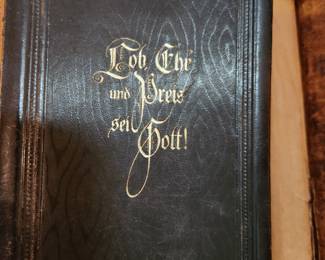 Lob, Ehr
und Preis
sei
Gott!